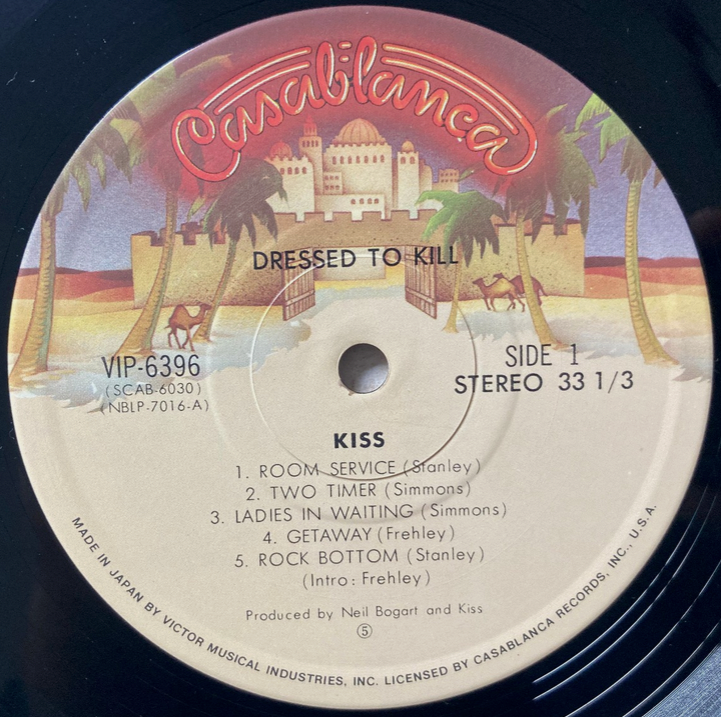 Casablanca
DRESSED TO KILL
VIP-6396
(SCAB-6030)
(NBLP-7016-A)
SIDE 1
STEREO 33 1/3
KISS
1. ROOM SERVICE (Stanley)
2. TWO TIMER (Simmons)
3. LADIES IN WAITING (Simmons)
4. GETAWAY (Frehley)
5. ROCK BOTTOM (Stanley)
(Intro: Frehley)
Produced by Neil Bogart and Kiss
⑤
MADE IN JAPAN BY VICTOR MUSICAL INDUSTRIES, INC. LICENSED BY CASABLANCA RECORDS, INC., U.S.A.